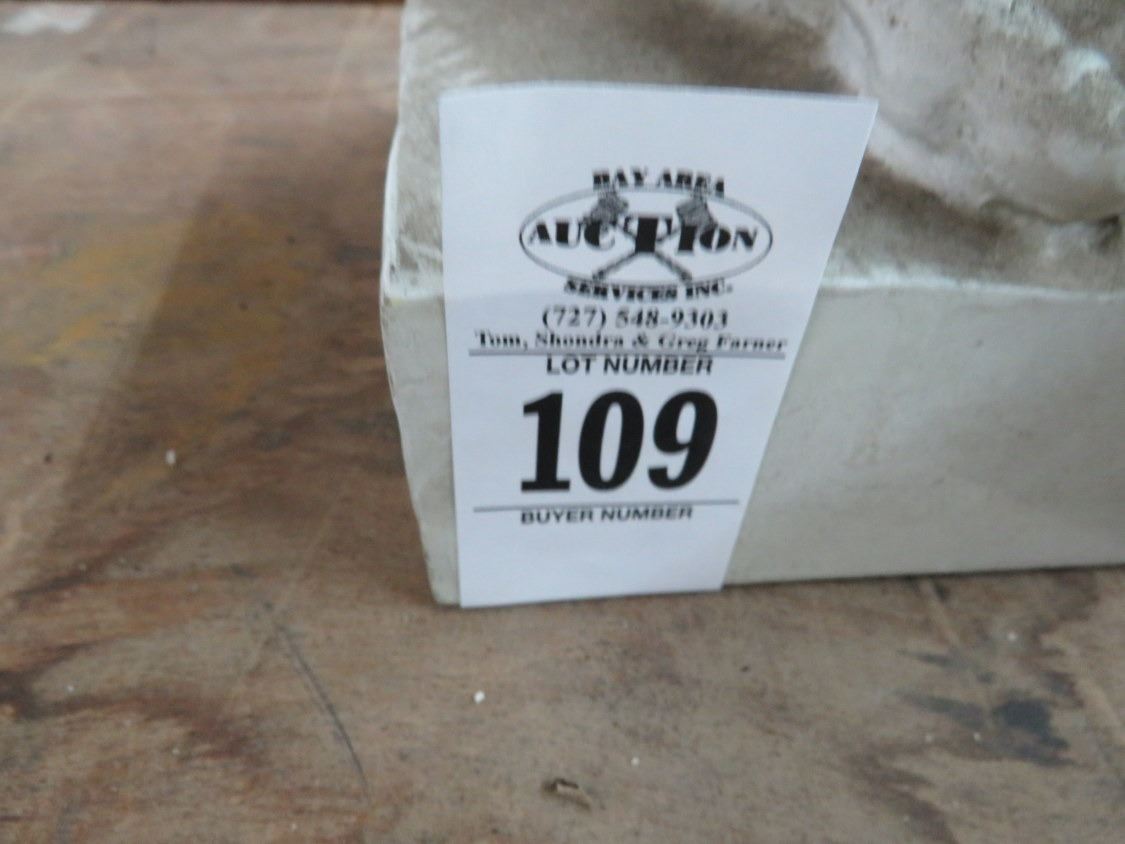 BAY AREA
AUCTION
SERVICES INC.
(727) 548-9303
Tom, Shondra & Greg Farner
LOT NUMBER
109
BUYER NUMBER